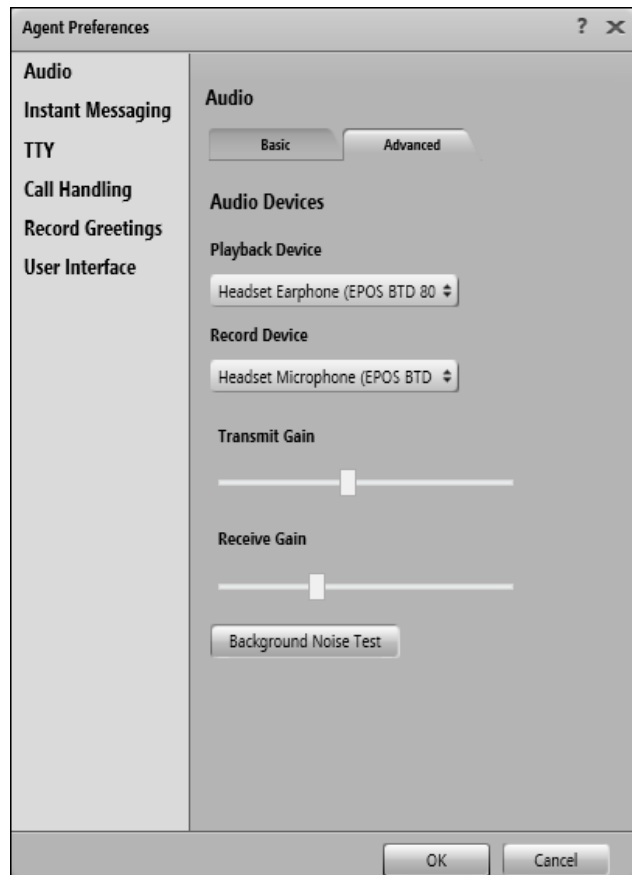 Agent Preferences
?
Audio
Instant Messaging
TTY
Call Handling
Record Greetings
User Interface
Audio
Basic
Advanced
Audio Devices
Playback Device
Headset Earphone (EPOS BTD 80
Record Device
Headset Microphone (EPOS BTD
Transmit Gain
Receive Gain
Background Noise Test
OK
Cancel